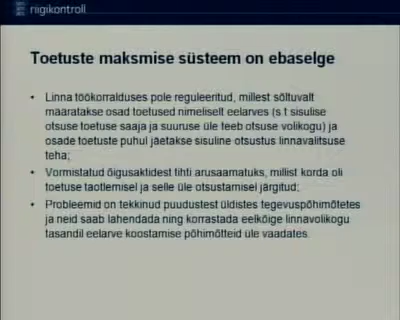 riigikontroll
Toetuste maksmise süsteem on ebaselge
• Linna töökorralduses pole reguleeritud, millest sõltuvalt
määratakse osad toetused nimeliselt eelarves (s t sisulise
otsuse toetuse saaja ja suuruse üle teeb otsuse volikogu) ja
osade toetuste puhul jäetakse sisuline otsustus linnavalitsuse
teha;
• Vormistatud õigusaktidest tihti arusaamatuks, millist korda oli
toetuse taotlemisel ja selle üle otsustamisel järgitud;
• Probleemid on tekkinud puudustest üldistes tegevuspõhimõtetes
ja neid saab lahendada ning korrastada eelkõige linnavolikogu
tasandil eelarve koostamise põhimõtteid üle vaadates.